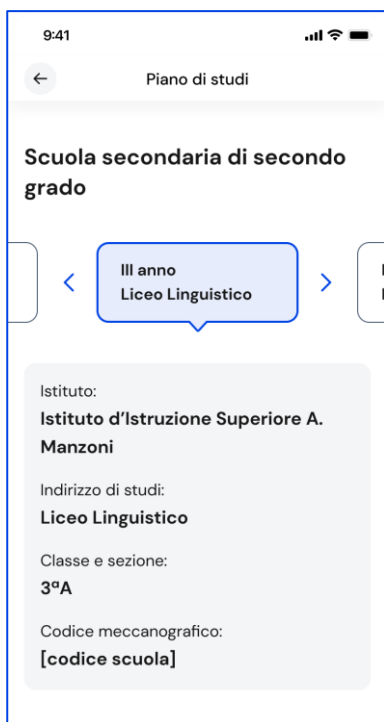 9:41
Piano di studi
Scuola secondaria di secondo
grado
III anno
Liceo Linguistico
Istituto:
Istituto d'Istruzione Superiore A.
Manzoni
Indirizzo di studi:
Liceo Linguistico
Classe e sezione:
3ªA
Codice meccanografico:
[codice scuola]